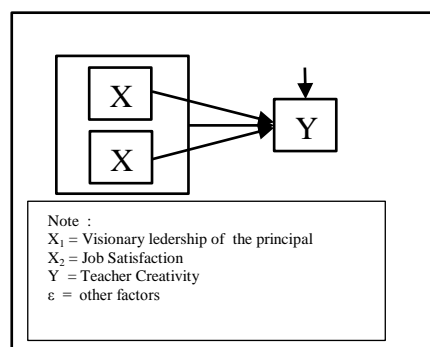 X
Y
X
Note :
X₁ = Visionary ledership of the principal
X₂ = Job Satisfaction
Y = Teacher Creativity
ε = other factors